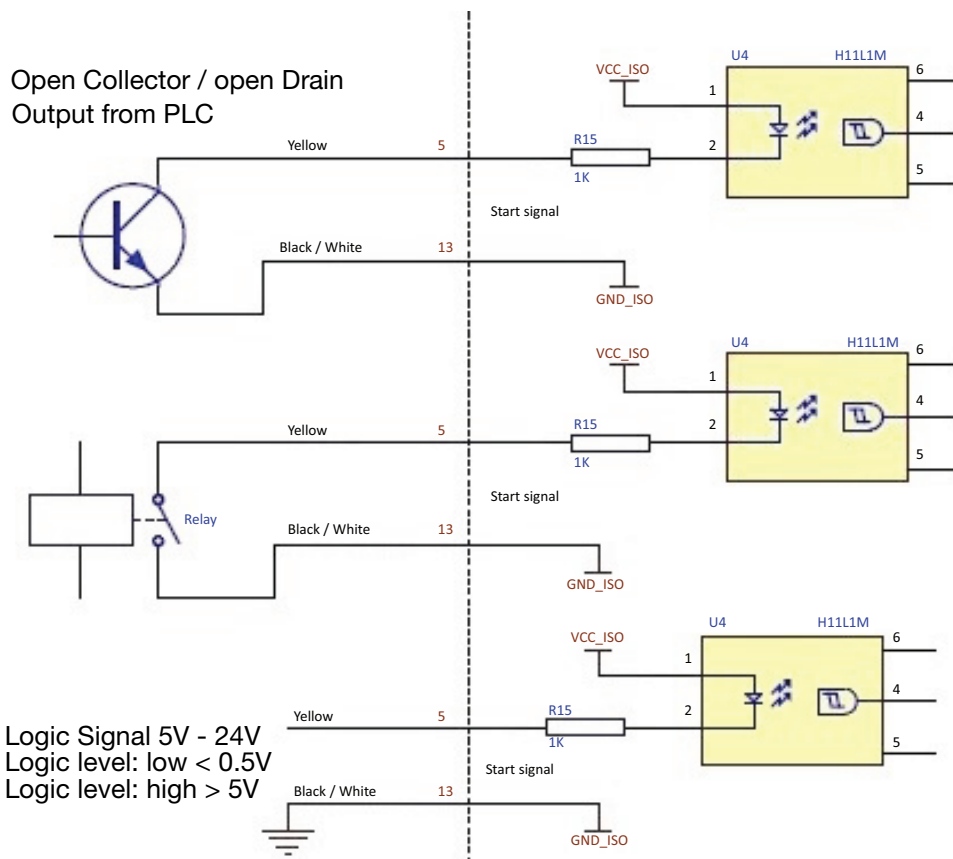 Open Collector / open Drain
Output from PLC
VCC_ISO
U4
H11L1M
6
1
4
Yellow
5
R15
2
1K
5
Start signal
Black / White
13
GND_ISO
VCC_ISO
U4
H11L1M
6
1
4
Yellow
5
R15
2
1K
5
Start signal
Relay
Black / White
13
GND_ISO
VCC_ISO
U4
H11L1M
6
1
4
Yellow
5
R15
2
1K
5
Logic Signal 5V - 24V
Logic level: low < 0.5V
Logic level: high > 5V
Start signal
Black / White
13
GND_ISO